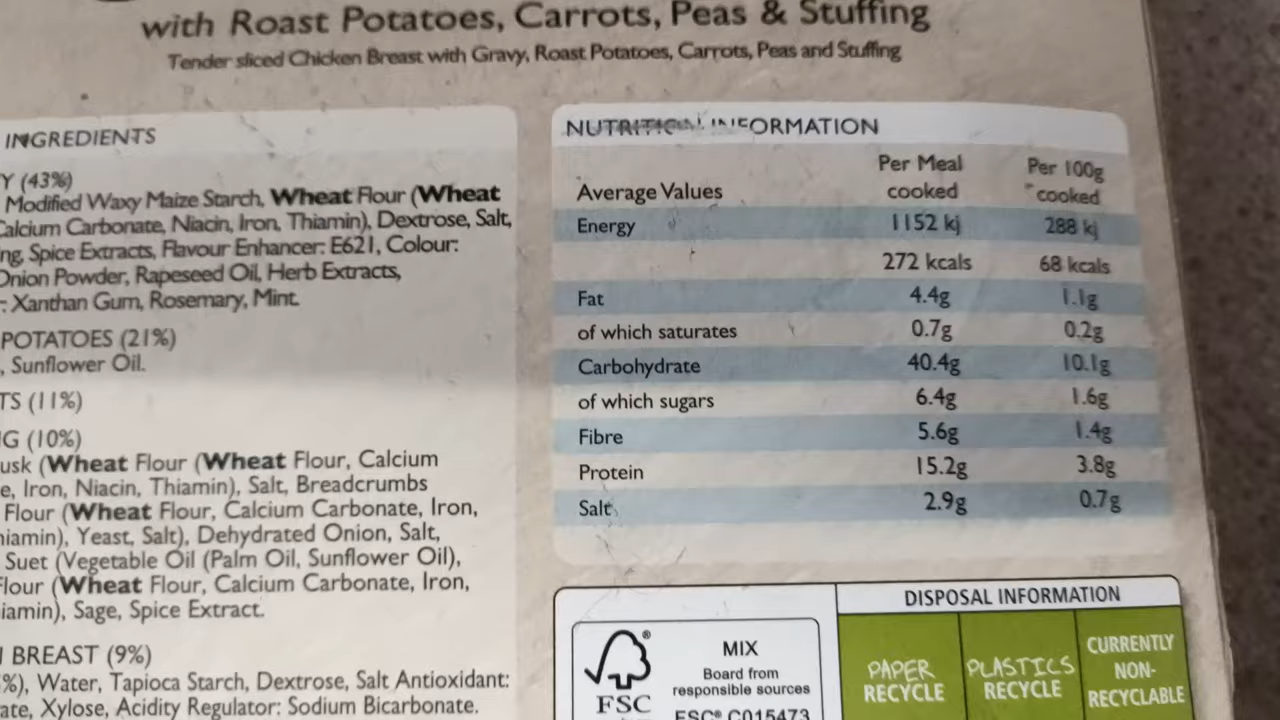 with Roast Potatoes, Carrots, Peas & Stuffing
Tender sliced Chicken Breast with Gravy, Roast Potatoes, Carrots, Peas and Stuffing
INGREDIENTS
Y (43%)
Modified Waxy Maize Starch, Wheat Flour (Wheat
Calcium Carbonate, Niacin, Iron, Thiamin), Dextrose, Salt,
ng, Spice Extracts, Flavour Enhancer: E621, Colour:
Onion Powder, Rapeseed Oil, Herb Extracts,
: Xanthan Gum, Rosemary, Mint.
POTATOES (21%)
, Sunflower Oil.
TS (11%)
G (10%)
usk (Wheat Flour (Wheat Flour, Calcium
e, Iron, Niacin, Thiamin), Salt, Breadcrumbs
Flour (Wheat Flour, Calcium Carbonate, Iron,
niamin), Yeast, Salt), Dehydrated Onion, Salt,
Suet (Vegetable Oil (Palm Oil, Sunflower Oil),
Flour (Wheat Flour, Calcium Carbonate, Iron,
iamin), Sage, Spice Extract.
BREAST (9%)
%), Water, Tapioca Starch, Dextrose, Salt Antioxidant:
ate, Xylose, Acidity Regulator: Sodium Bicarbonate.
NUTRITIONAL INFORMATION
Average Values Per Meal cooked Per 100g cooked
Energy 1152 kj 288 kj
272 kcals 68 kcals
Fat 4.4g 1.1g
of which saturates 0.7g 0.2g
Carbohydrate 40.4g 10.1g
of which sugars 6.4g 1.6g
Fibre 5.6g 1.4g
Protein 15.2g 3.8g
Salt 2.9g 0.7g
FSC
MIX
Board from
responsible sources
FSC® C015473
DISPOSAL INFORMATION
PAPER
RECYCLE
PLASTICS
RECYCLE
CURRENTLY
NON-
RECYCLABLE